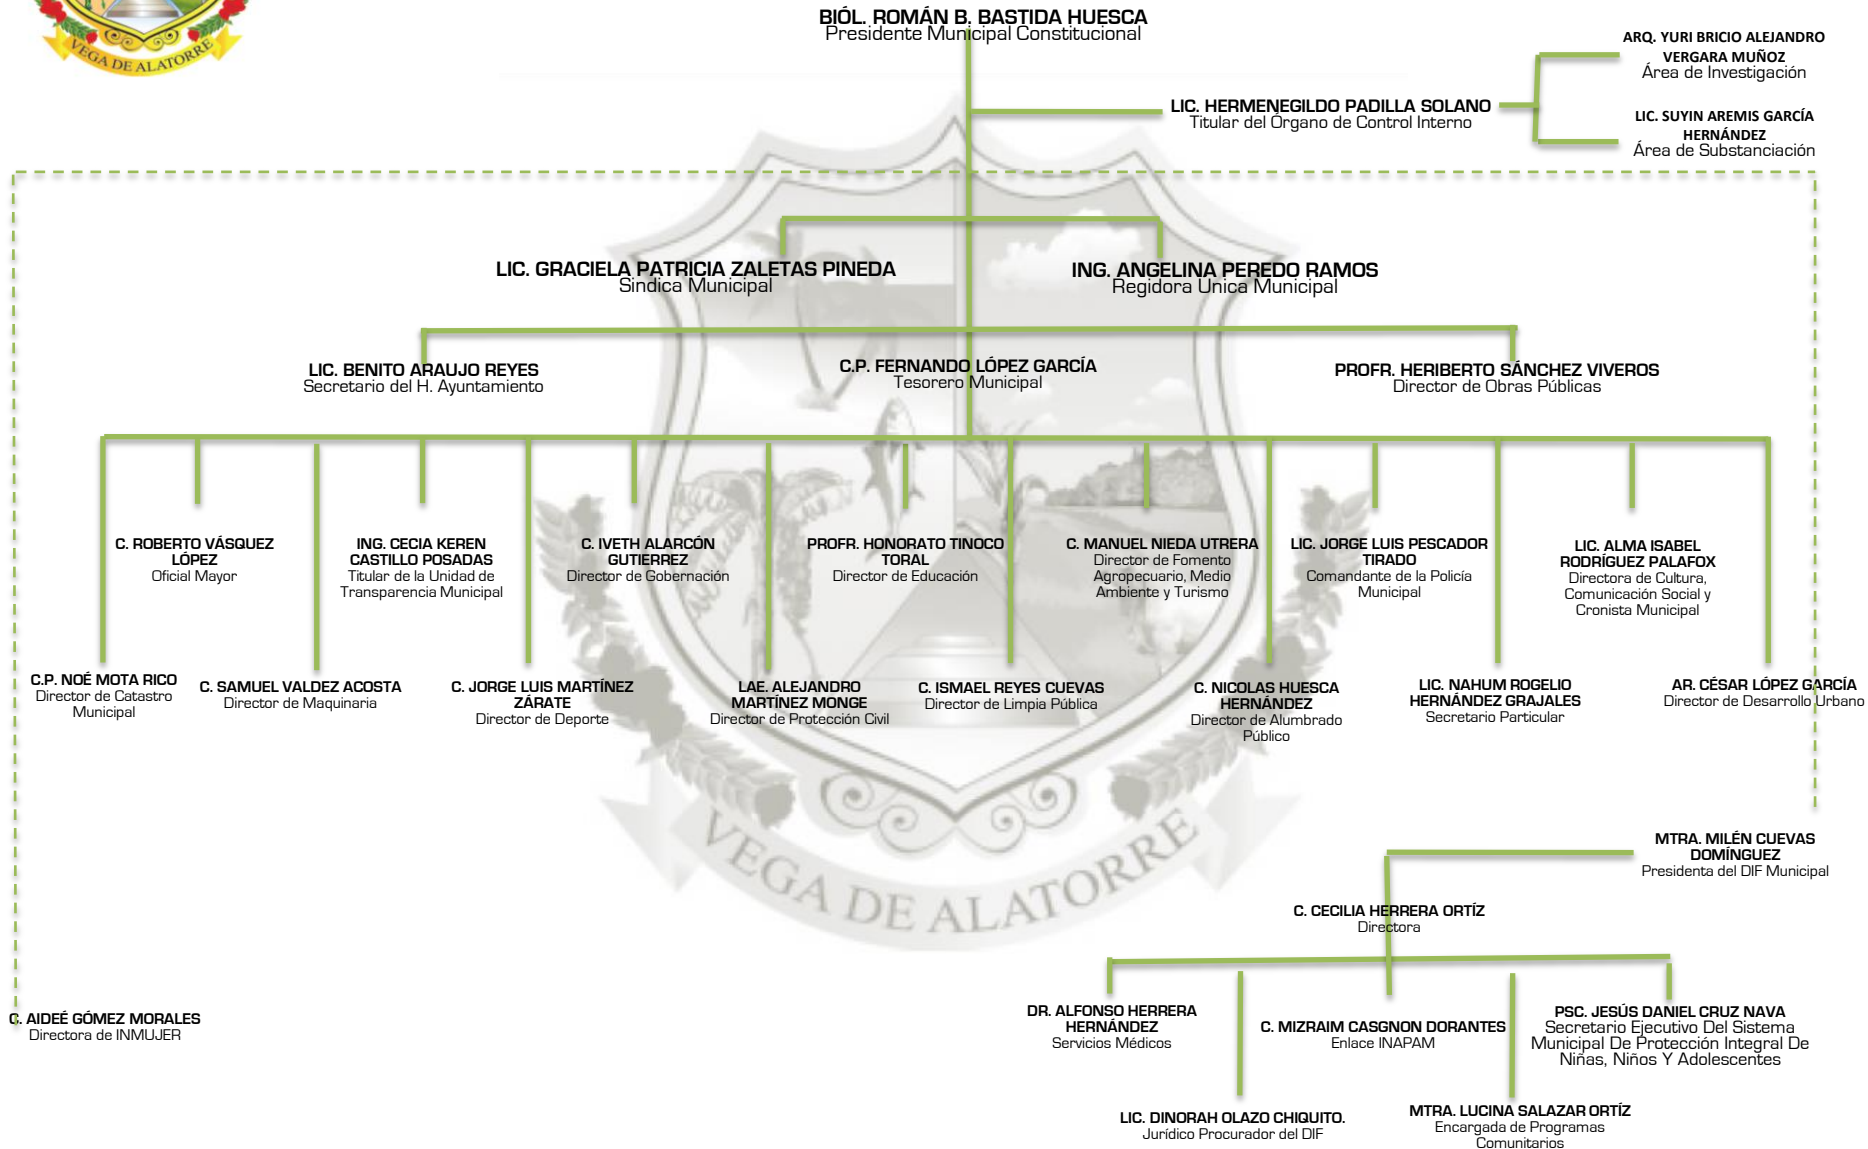 VEGA DE ALATORRE
BIÓL. ROMÁN B. BASTIDA HUESCA
Presidente Municipal Constitucional
ARQ. YURI BRICIO ALEJANDRO
VERGARA MUÑOZ
Área de Investigación
LIC. HERMENEGILDO PADILLA SOLANO
Titular del Órgano de Control Interno
LIC. SUYIN AREMIS GARCÍA
HERNÁNDEZ
Área de Substanciación
LIC. GRACIELA PATRICIA ZALETAS PINEDA
Sindica Municipal
ING. ANGELINA PEREDO RAMOS
Regidora Unica Municipal
LIC. BENITO ARAUJO REYES
Secretario del H. Ayuntamiento
C.P. FERNANDO LÓPEZ GARCÍA
Tesorero Municipal
PROFR. HERIBERTO SÁNCHEZ VIVEROS
Director de Obras Públicas
C. ROBERTO VÁSQUEZ
LÓPEZ
Oficial Mayor
ING. CECIA KEREN
CASTILLO POSADAS
Titular de la Unidad de
Transparencia Municipal
C. IVETH ALARCÓN
GUTIERREZ
Director de Gobernación
PROFR. HONORATO TINOCO
TORAL
Director de Educación
C. MANUEL NIEDA UTRERA
Director de Fomento
Agropecuario, Medio
Ambiente y Turismo
LIC. JORGE LUIS PESCADOR
TIRADO
Comandante de la Policía
Municipal
LIC. ALMA ISABEL
RODRÍGUEZ PALAFOX
Directora de Cultura,
Comunicación Social y
Cronista Municipal
C.P. NOÉ MOTA RICO
Director de Catastro
Municipal
C. SAMUEL VALDEZ ACOSTA
Director de Maquinaria
C. JORGE LUIS MARTÍNEZ
ZÁRATE
Director de Deporte
LAE. ALEJANDRO
MARTÍNEZ MONGE
Director de Protección Civil
C. ISMAEL REYES CUEVAS
Director de Limpia Pública
C. NICOLAS HUESCA
HERNÁNDEZ
Director de Alumbrado
Público
LIC. NAHUM ROGELIO
HERNÁNDEZ GRAJALES
Secretario Particular
AR. CÉSAR LÓPEZ GARCÍA
Director de Desarrollo Urbano
VEGA DE ALATORRE
MTRA. MILÉN CUEVAS
DOMÍNGUEZ
Presidenta del DIF Municipal
C. CECILIA HERRERA ORTÍZ
Directora
C. AIDEÉ GÓMEZ MORALES
Directora de INMUJER
DR. ALFONSO HERRERA
HERNÁNDEZ
Servicios Médicos
C. MIZRAIM CASGNON DORANTES
Enlace INAPAM
PSC. JESÚS DANIEL CRUZ NAVA
Secretario Ejecutivo Del Sistema
Municipal De Protección Integral De
Niñas, Niños Y Adolescentes
LIC. DINORAH OLAZO CHIQUITO.
Jurídico Procurador del DIF
MTRA. LUCINA SALAZAR ORTÍZ
Encargada de Programas
Comunitarios